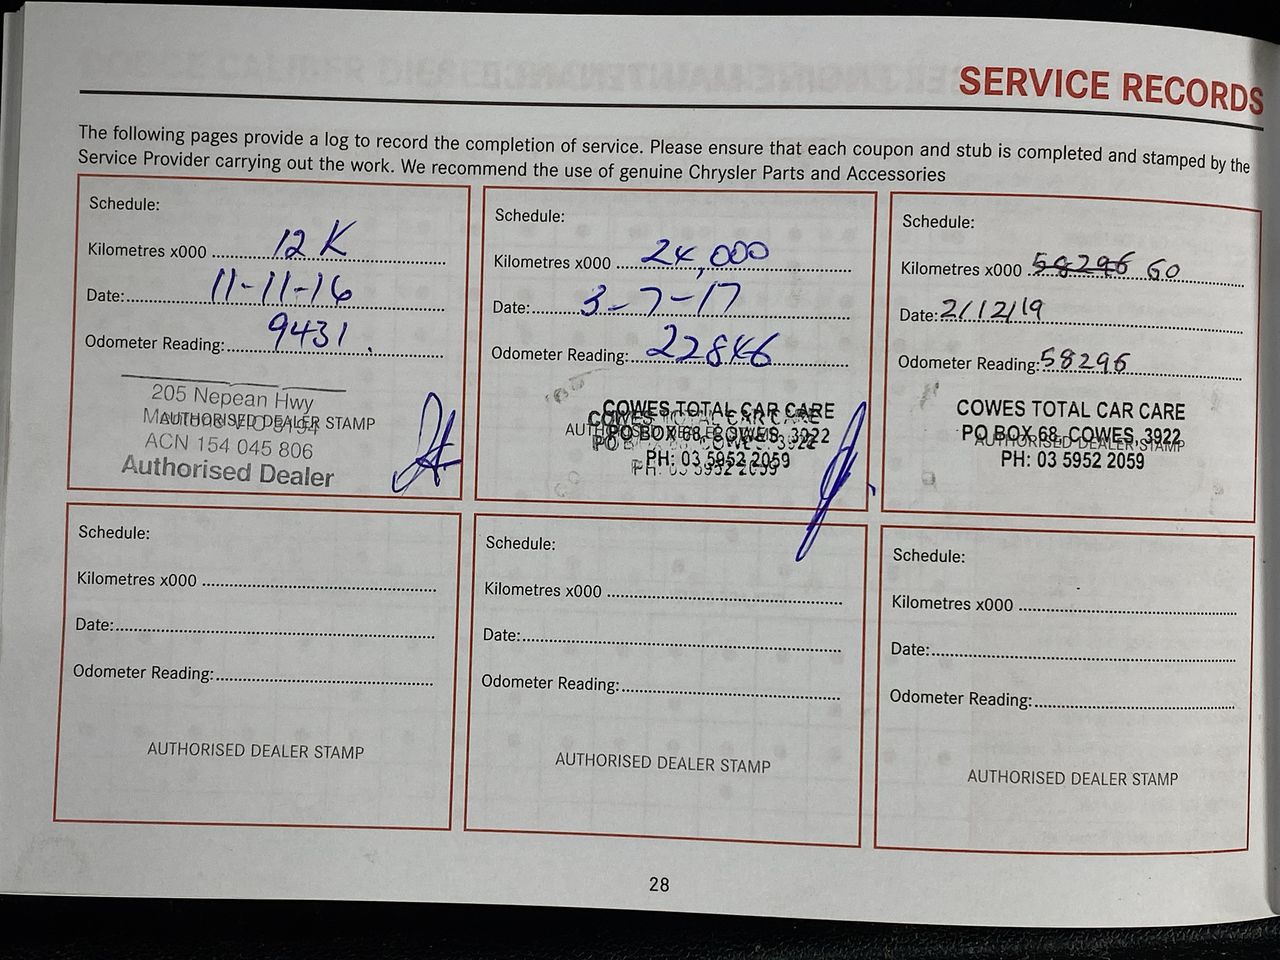 SERVICE RECORDS
The following pages provide a log to record the completion of service. Please ensure that each coupon and stub is completed and stamped by the
Service Provider carrying out the work. We recommend the use of genuine Chrysler Parts and Accessories
Schedule:
Kilometres x000 12 K
Date: 11-11-16
Odometer Reading: 9431.
205 Nepean Hwy
AUTHORISED DEALER STAMP
ACN 154 045 806
Authorised Dealer
Schedule:
Kilometres x000 24,000
Date: 3-7-17
Odometer Reading: 22846
COWES TOTAL CAR CARE
PO BOX 68, COWES, 3922
PH: 03 5952 2059
Schedule:
Kilometres x000 58296 60
Date: 2/12/19
Odometer Reading: 58296
COWES TOTAL CAR CARE
PO BOX 68, COWES, 3922
AUTHORISED DEALER STAMP
PH: 03 5952 2059
Schedule:
Kilometres x000
Date:
Odometer Reading:
AUTHORISED DEALER STAMP
Schedule:
Kilometres x000
Date:
Odometer Reading:
AUTHORISED DEALER STAMP
Schedule:
Kilometres x000
Date:
Odometer Reading:
AUTHORISED DEALER STAMP
28